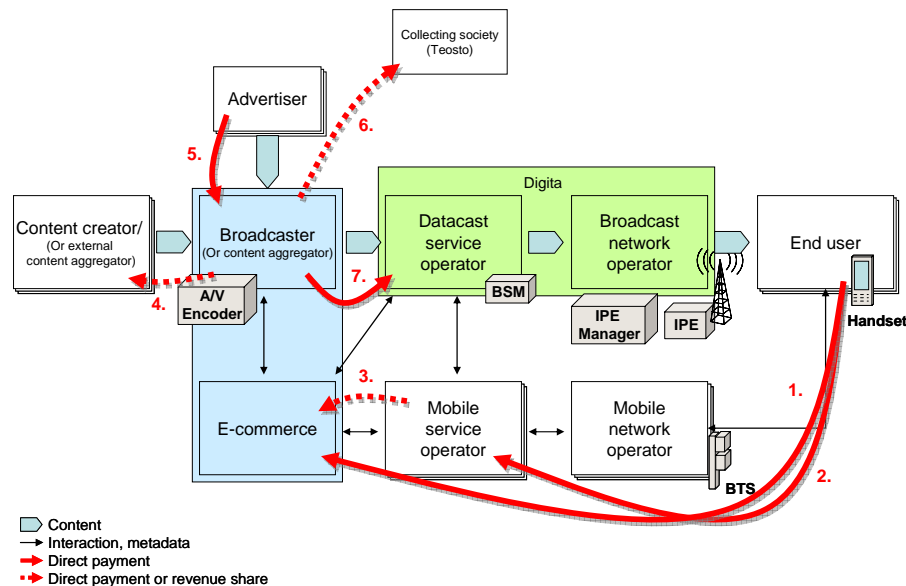 Collecting society
(Teosto)
Advertiser
6.
5.
Digita
Content creator/
(Or external
content aggregator)
Broadcaster
(Or content aggregator)
Datacast
service
operator
Broadcast
network
operator
End user
4.
7.
A/V
Encoder
BSM
IPE
Manager
IPE
Handset
3.
1.
E-commerce
Mobile
service
operator
Mobile
network
operator
2.
BTS
Content
Interaction, metadata
Direct payment
Direct payment or revenue share